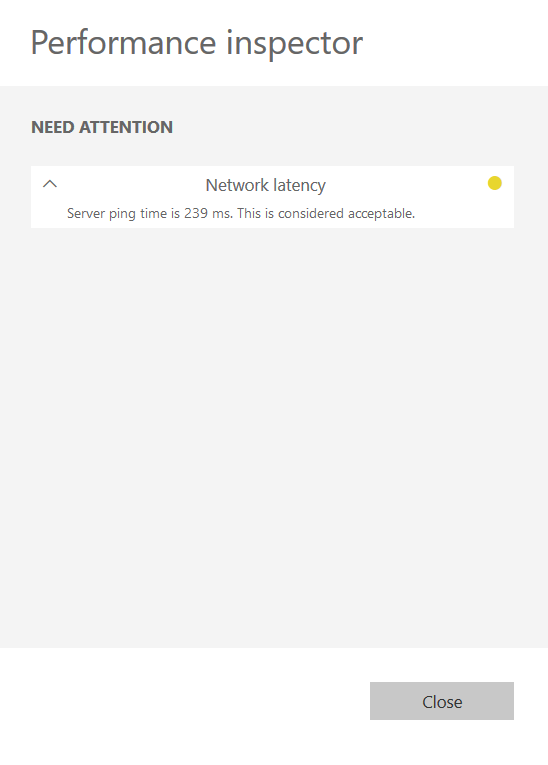 Performance inspector
NEED ATTENTION
Network latency
Server ping time is 239 ms. This is considered acceptable.
Close